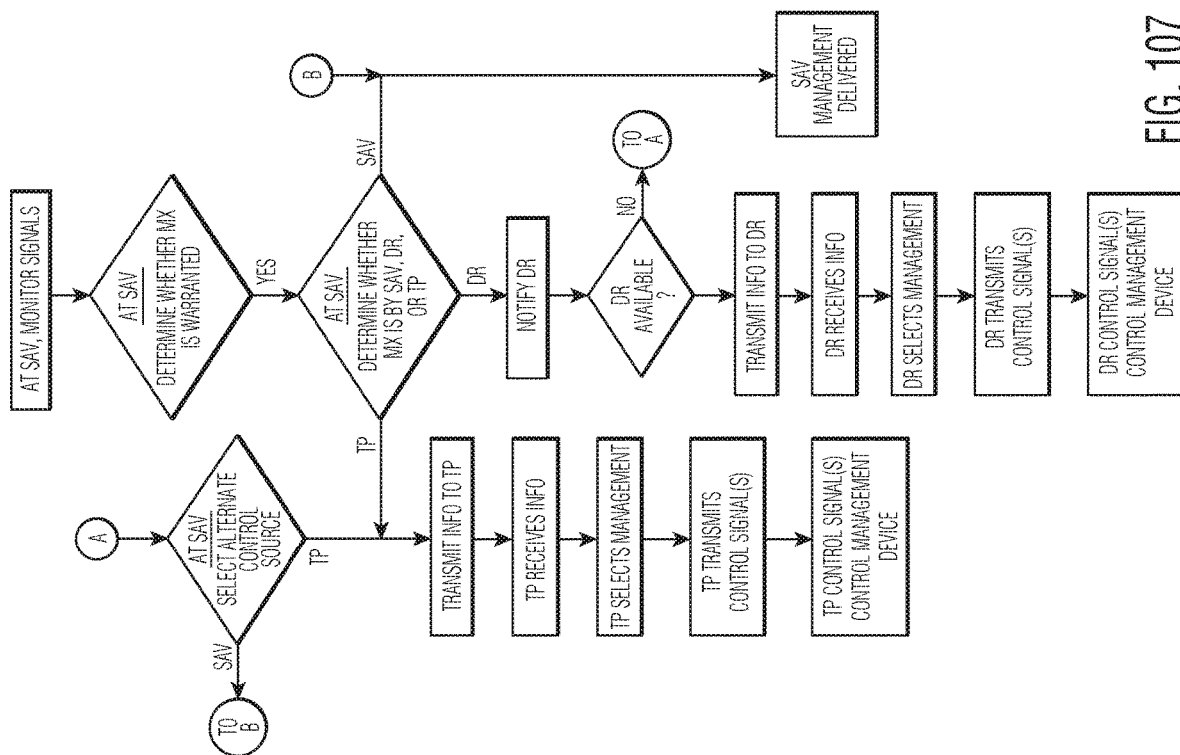 AT SAV, MONITOR SIGNALS
AT SAV
DETERMINE WHETHER MX
IS WARRANTED
YES
AT SAV
DETERMINE WHETHER
MX IS BY SAV, DR,
OR TP
SAV
B
SAV
MANAGEMENT
DELIVERED
DR
NOTIFY DR
DR
AVAILABLE
?
NO
TO
A
TRANSMIT INFO TO DR
DR RECEIVES INFO
DR SELECTS MANAGEMENT
DR TRANSMITS
CONTROL SIGNAL(S)
DR CONTROL SIGNAL(S)
CONTROL MANAGEMENT
DEVICE
TP
A
AT SAV
SELECT ALTERNATE
CONTROL
SOURCE
SAV
TO
B
TP
TRANSMIT INFO TO TP
TP RECEIVES INFO
TP SELECTS MANAGEMENT
TP TRANSMITS
CONTROL SIGNAL(S)
TP CONTROL SIGNAL(S)
CONTROL MANAGEMENT
DEVICE
FIG. 107